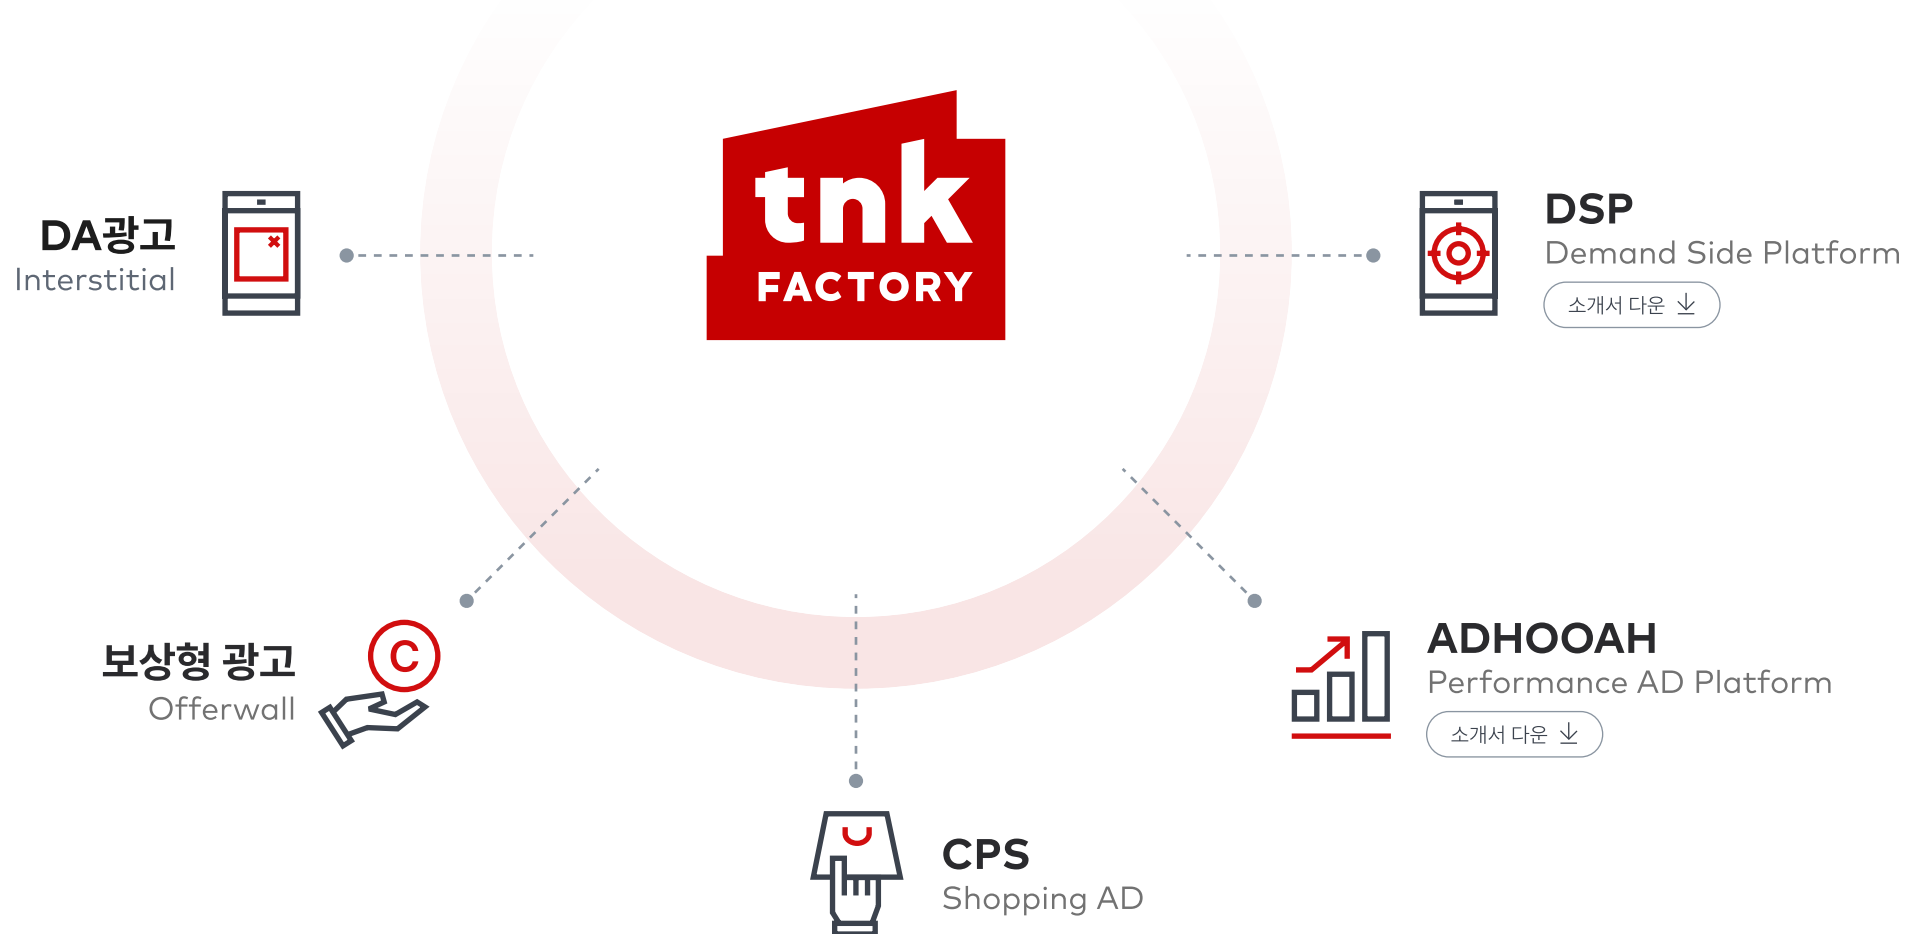 tnk
FACTORY
DA광고
Interstitial
DSP
Demand Side Platform
소개서 다운
보상형 광고
Offerwall
C
ADHOOAH
Performance AD Platform
소개서 다운
CPS
Shopping AD